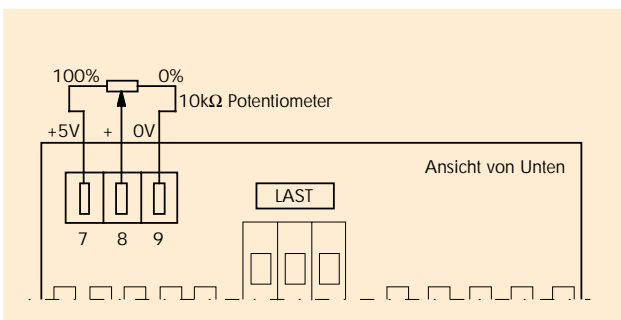 100% 0%
10kΩ Potentiometer
+5V + 0V
Ansicht von Unten
LAST
7 8 9